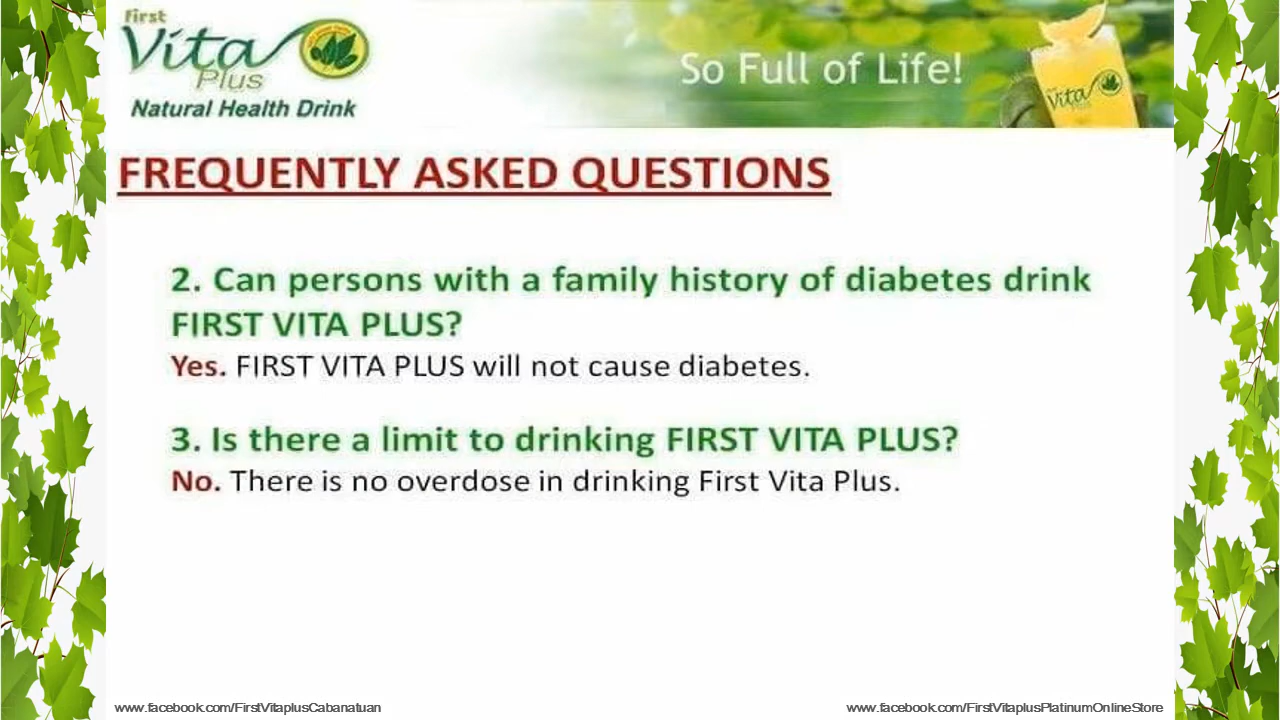 First
Vita
Plus
Natural Health Drink
So Full of Life!
Vita
FREQUENTLY ASKED QUESTIONS
2. Can persons with a family history of diabetes drink
FIRST VITA PLUS?
Yes. FIRST VITA PLUS will not cause diabetes.
3. Is there a limit to drinking FIRST VITA PLUS?
No. There is no overdose in drinking First Vita Plus.
www.facebook.com/FirstVitaplusCabanatuan
www.facebook.com/FirstVitaplusPlatinumOnlineStore